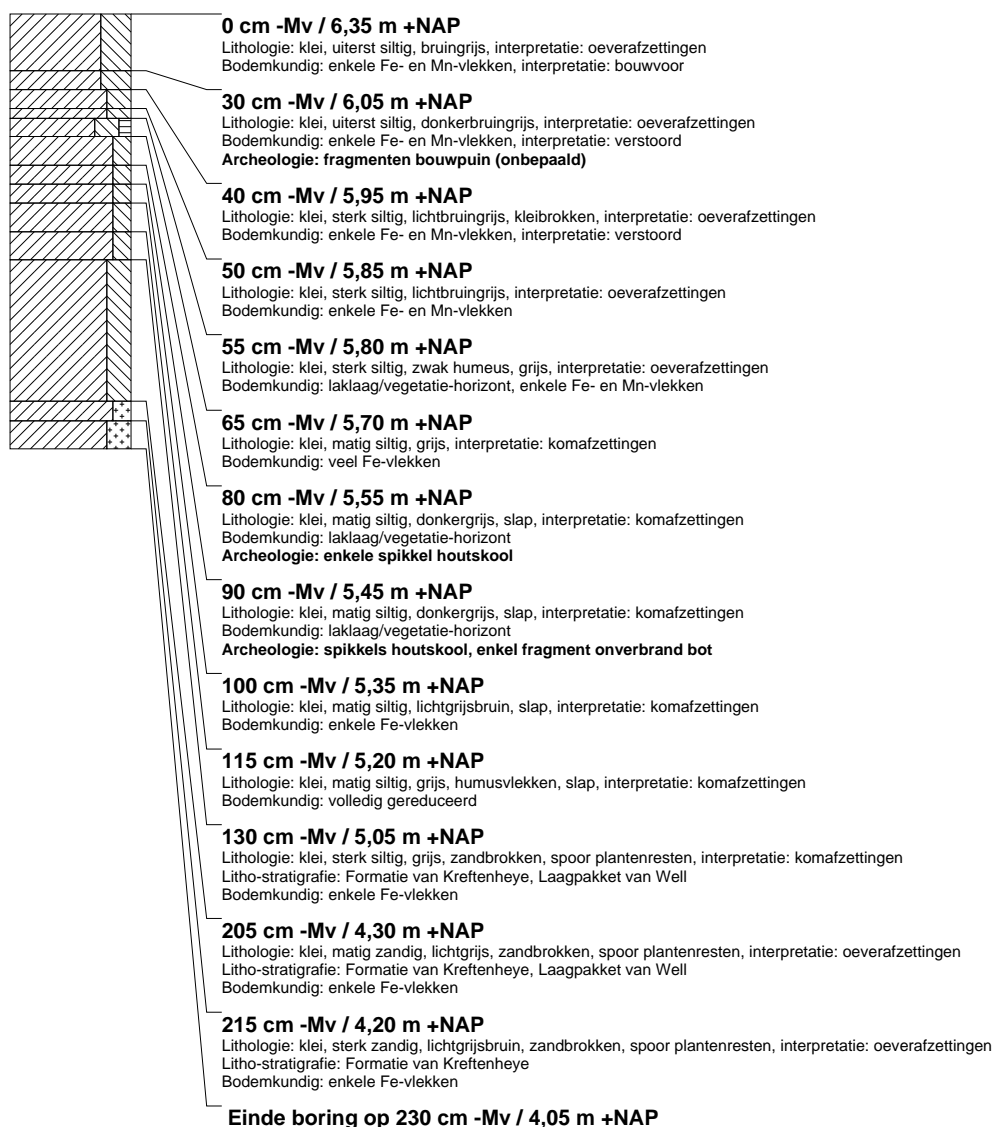 0 cm -Mv / 6,35 m +NAP
Lithologie: klei, uiterst siltig, bruingrijs, interpretatie: oeverafzettingen
Bodemkundig: enkele Fe- en Mn-vlekken, interpretatie: bouwvoor
30 cm -Mv / 6,05 m +NAP
Lithologie: klei, uiterst siltig, donkerbruingrijs, interpretatie: oeverafzettingen
Bodemkundig: enkele Fe- en Mn-vlekken, interpretatie: verstoord
Archeologie: fragmenten bouwpuin (onbepaald)
40 cm -Mv / 5,95 m +NAP
Lithologie: klei, sterk siltig, lichtbruingrijs, kleibrokken, interpretatie: oeverafzettingen
Bodemkundig: enkele Fe- en Mn-vlekken, interpretatie: verstoord
50 cm -Mv / 5,85 m +NAP
Lithologie: klei, sterk siltig, lichtbruingrijs, interpretatie: oeverafzettingen
Bodemkundig: enkele Fe- en Mn-vlekken
55 cm -Mv / 5,80 m +NAP
Lithologie: klei, sterk siltig, zwak humeus, grijs, interpretatie: oeverafzettingen
Bodemkundig: laklaag/vegetatie-horizont, enkele Fe- en Mn-vlekken
65 cm -Mv / 5,70 m +NAP
Lithologie: klei, matig siltig, grijs, interpretatie: komafzettingen
Bodemkundig: veel Fe-vlekken
80 cm -Mv / 5,55 m +NAP
Lithologie: klei, matig siltig, donkergrijs, slap, interpretatie: komafzettingen
Bodemkundig: laklaag/vegetatie-horizont
Archeologie: enkele spikkel houtskool
90 cm -Mv / 5,45 m +NAP
Lithologie: klei, matig siltig, donkergrijs, slap, interpretatie: komafzettingen
Bodemkundig: laklaag/vegetatie-horizont
Archeologie: spikkels houtskool, enkel fragment onverbrand bot
100 cm -Mv / 5,35 m +NAP
Lithologie: klei, matig siltig, lichtgrijsbruin, slap, interpretatie: komafzettingen
Bodemkundig: enkele Fe-vlekken
115 cm -Mv / 5,20 m +NAP
Lithologie: klei, matig siltig, grijs, humusvlekken, slap, interpretatie: komafzettingen
Bodemkundig: volledig gereduceerd
130 cm -Mv / 5,05 m +NAP
Lithologie: klei, sterk siltig, grijs, zandbrokken, spoor plantenresten, interpretatie: komafzettingen
Litho-stratigrafie: Formatie van Kreftenheye, Laagpakket van Well
Bodemkundig: enkele Fe-vlekken
205 cm -Mv / 4,30 m +NAP
Lithologie: klei, matig zandig, lichtgrijs, zandbrokken, spoor plantenresten, interpretatie: oeverafzettingen
Litho-stratigrafie: Formatie van Kreftenheye, Laagpakket van Well
Bodemkundig: enkele Fe-vlekken
215 cm -Mv / 4,20 m +NAP
Lithologie: klei, sterk zandig, lichtgrijsbruin, zandbrokken, spoor plantenresten, interpretatie: oeverafzettingen
Litho-stratigrafie: Formatie van Kreftenheye
Bodemkundig: enkele Fe-vlekken
Einde boring op 230 cm -Mv / 4,05 m +NAP